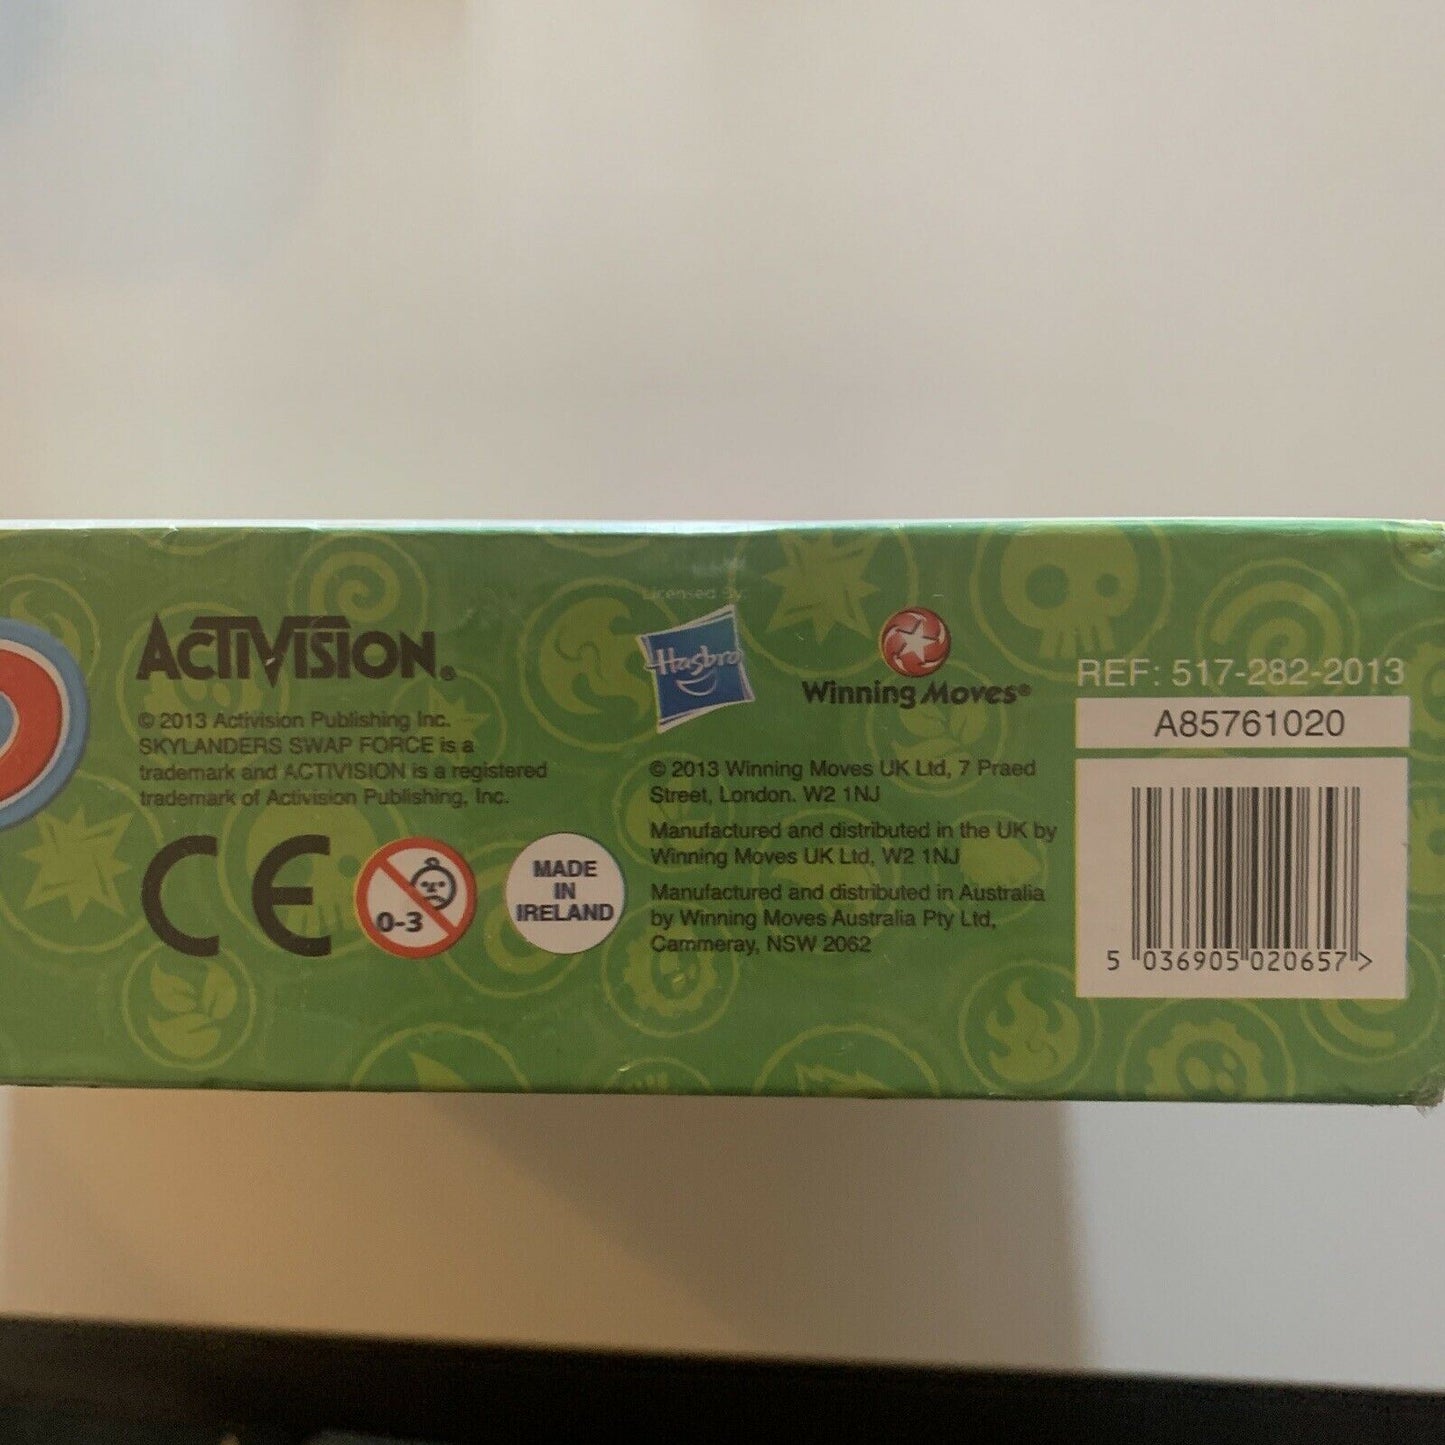 ACTIVISION®
© 2013 Activision Publishing Inc.
SKYLANDERS SWAP FORCE is a
trademark and ACTIVISION is a registered
trademark of Activision Publishing, Inc.
CE
0-3
MADE
IN
IRELAND
Licensed By:
Hasbro
Winning Moves®
© 2013 Winning Moves UK Ltd, 7 Praed
Street, London. W2 1NJ
Manufactured and distributed in the UK by
Winning Moves UK Ltd, W2 1NJ
Manufactured and distributed in Australia
by Winning Moves Australia Pty Ltd,
Cammeray, NSW 2062
REF: 517-282-2013
A85761020
5 036905 020657 >